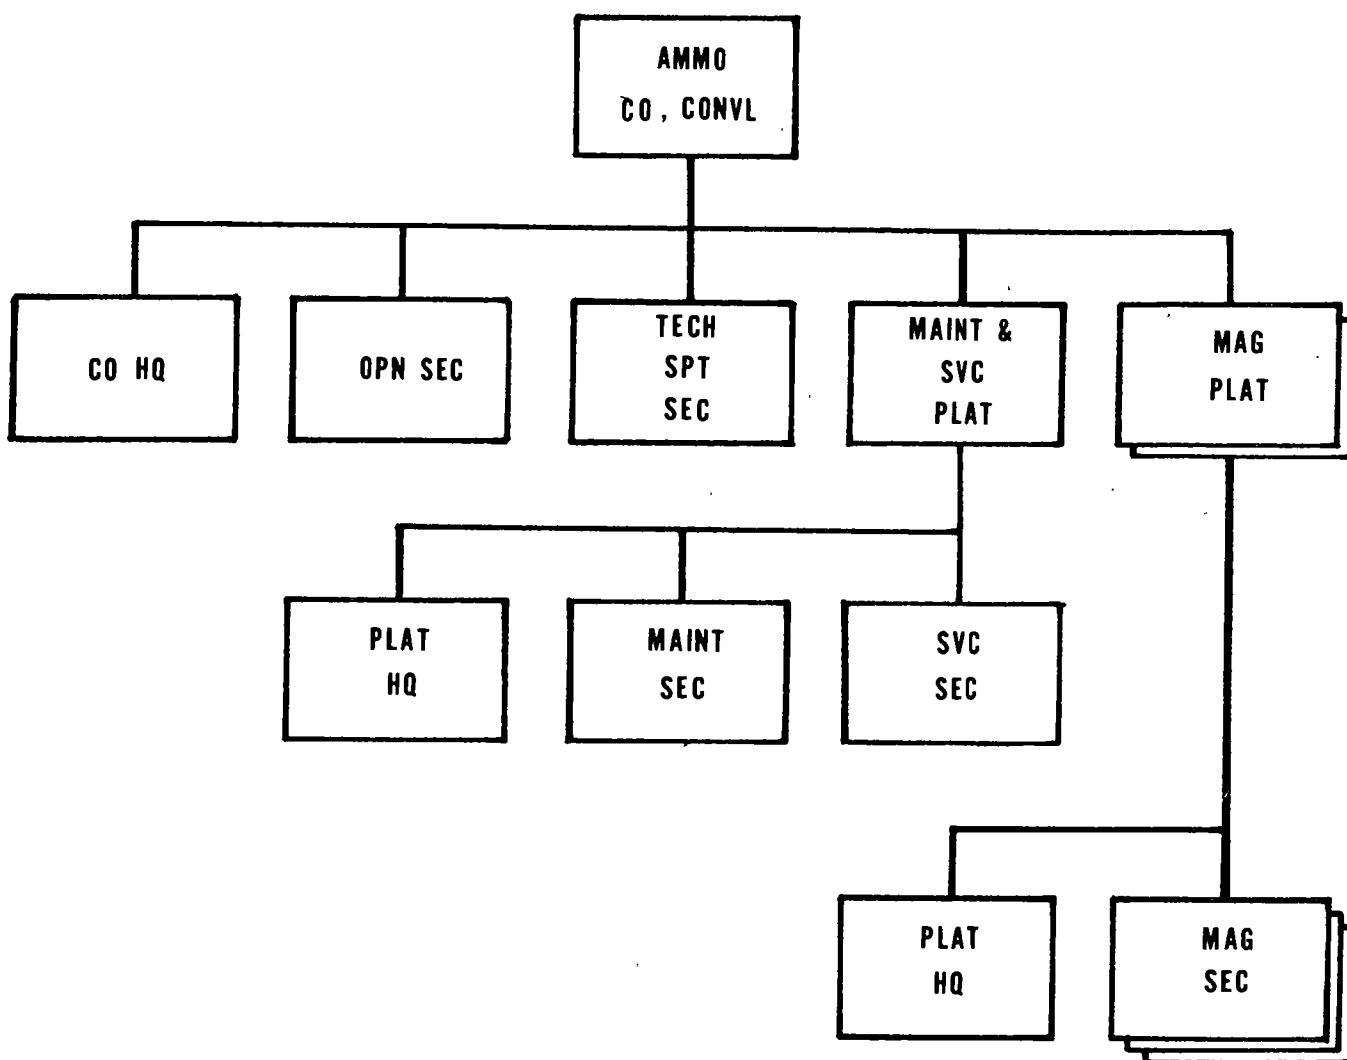 AMMO
CO, CONVL
CO HQ
OPN SEC
TECH
SPT
SEC
MAINT &
SVC
PLAT
MAG
PLAT
PLAT
HQ
MAINT
SEC
SVC
SEC
PLAT
HQ
MAG
SEC